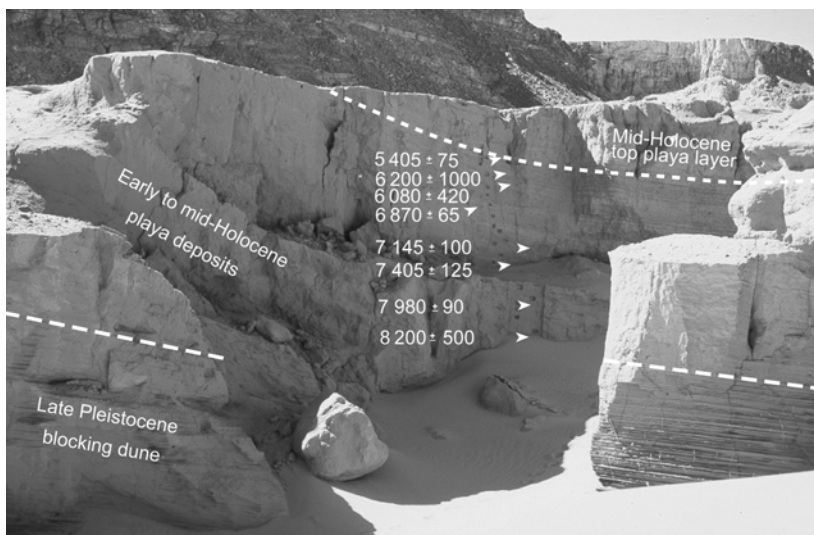 Mid-Holocene
top playa layer
5 405 ± 75
6 200 ± 1000
6 080 ± 420
6 870 ± 65
7 145 ± 100
7 405 ± 125
7 980 ± 90
8 200 ± 500
Early to mid-Holocene
playa deposits
Late Pleistocene
blocking dune